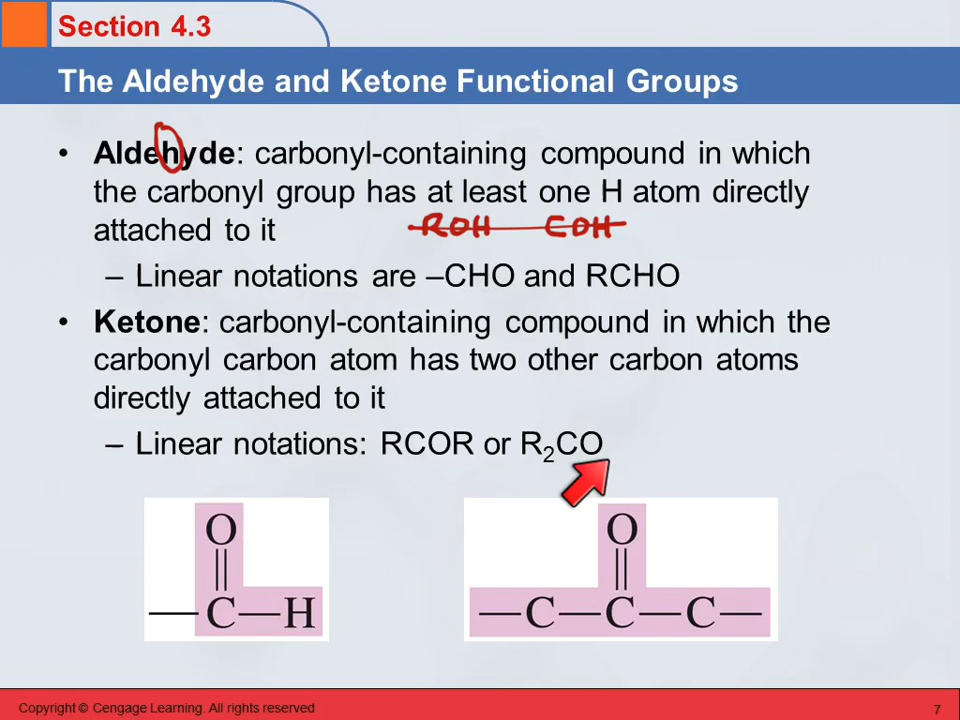 Section 4.3
The Aldehyde and Ketone Functional Groups
• Aldehyde: carbonyl-containing compound in which
the carbonyl group has at least one H atom directly
attached to it
ROH COH
– Linear notations are –CHO and RCHO
• Ketone: carbonyl-containing compound in which the
carbonyl carbon atom has two other carbon atoms
directly attached to it
– Linear notations: RCOR or R₂CO
O
C—H
O
—C—C—C—
Copyright © Cengage Learning. All rights reserved
7